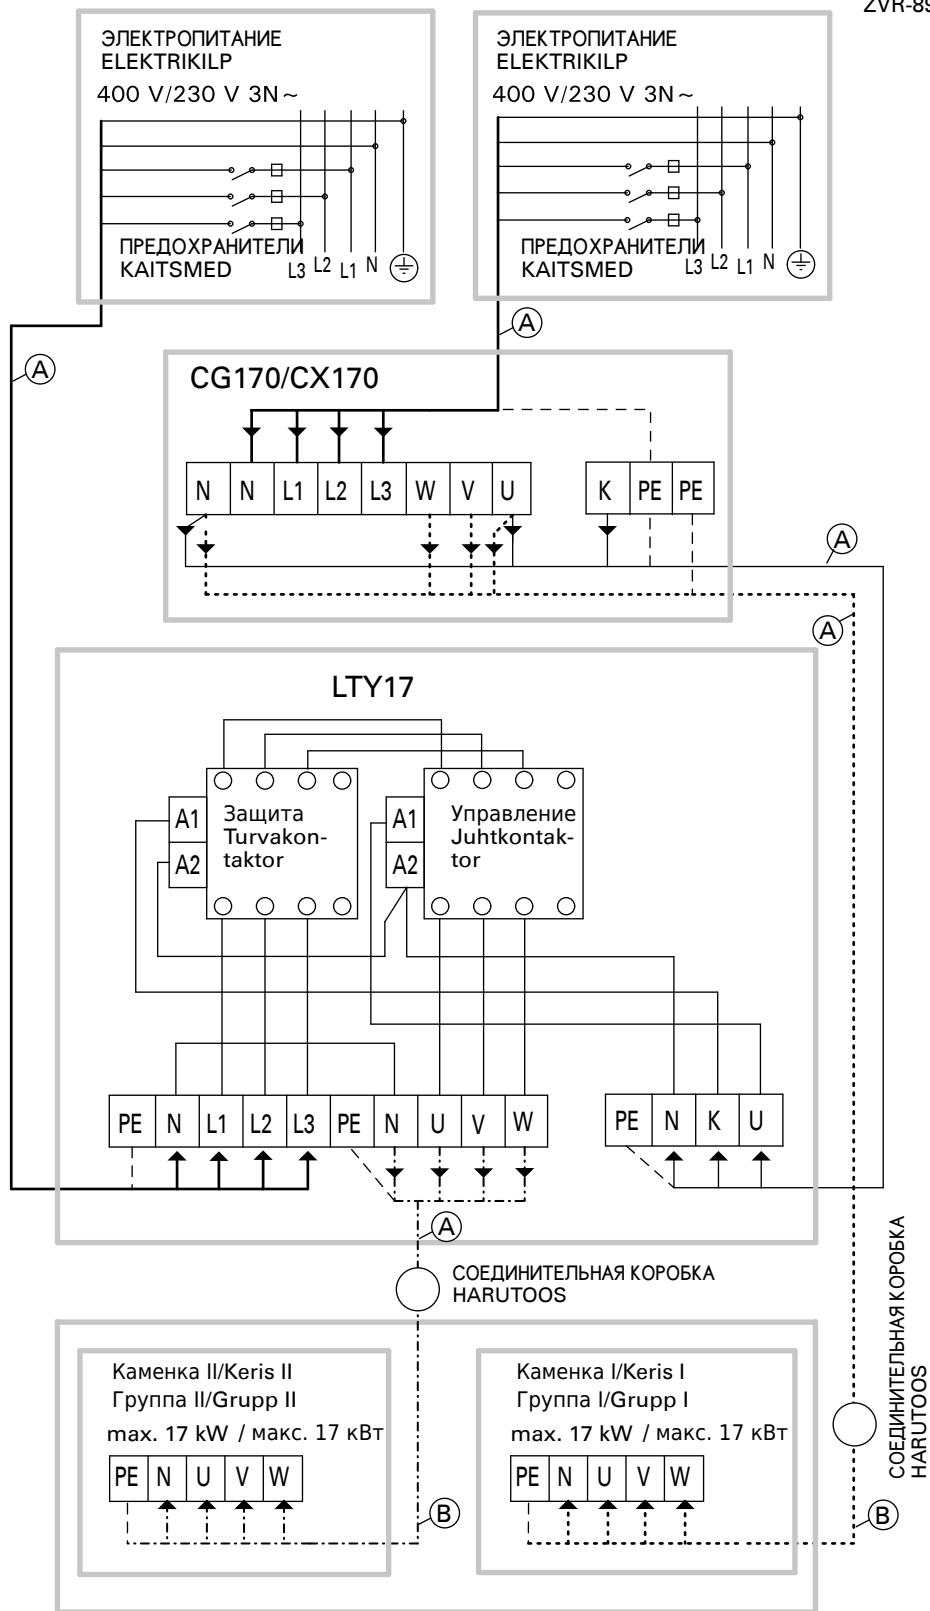 ZVR-89
ЭЛЕКТРОПИТАНИЕ
ELEKTRIKILP
400 V/230 V 3N~
ПРЕДОХРАНИТЕЛИ
KAITSMED
L3 L2 L1 N
ЭЛЕКТРОПИТАНИЕ
ELEKTRIKILP
400 V/230 V 3N~
ПРЕДОХРАНИТЕЛИ
KAITSMED
L3 L2 L1 N
A
A
CG170/CX170
N N L1 L2 L3 W V U
K PE PE
A
A
LTY17
A1
A2
Защита
Turvakon-
taktor
A1
A2
Управление
Juhtkontak-
tor
PE N L1 L2 L3 PE N U V W
PE N K U
A
СОЕДИНИТЕЛЬНАЯ КОРОБКА
HARUTOOS
СОЕДИНИТЕЛЬНАЯ КОРОБКА
HARUTOOS
Каменка II/Keris II
Группа II/Grupp II
max. 17 kW / макс. 17 кВт
PE N U V W
B
Каменка I/Keris I
Группа I/Grupp I
max. 17 kW / макс. 17 кВт
PE N U V W
B